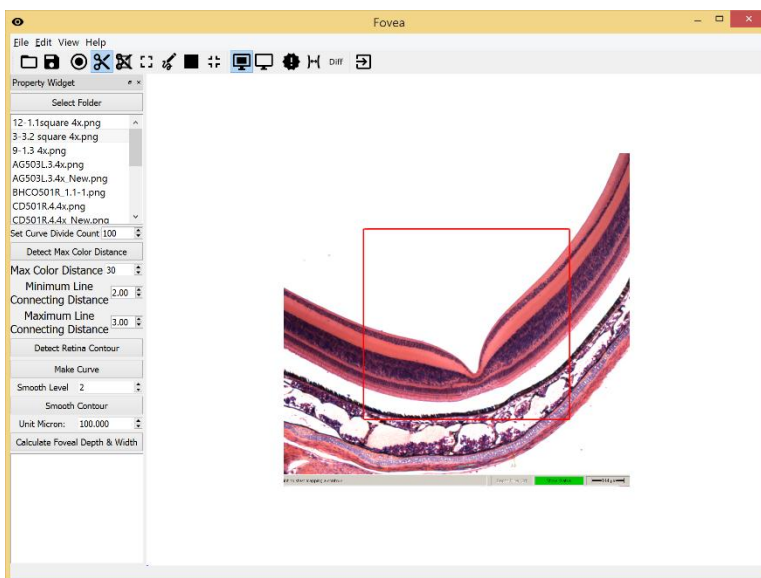 Fovea
File Edit View Help
Diff
Property Widget
Select Folder
12-1.1square 4x.png
3-3.2 square 4x.png
9-1.3 4x.png
AG503L.3.4x.png
AG503L.3.4x_New.png
BHCO501R_1.1-1.png
CD501R.4.4x.png
CD501R.4.4x_New.png
Set Curve Divide Count 100
Detect Max Color Distance
Max Color Distance 30
Minimum Line
Connecting Distance 2.00
Maximum Line
Connecting Distance 3.00
Detect Retina Contour
Make Curve
Smooth Level 2
Smooth Contour
Unit Micron: 100.000
Calculate Foveal Depth & Width